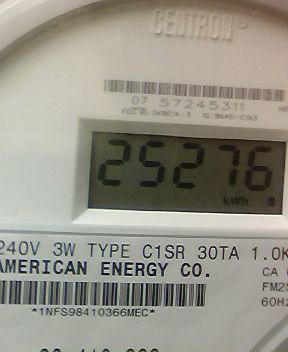 CENTRON
07 57245311
25276
kWh
240V 3W TYPE C1SR 30TA 1.0K
AMERICAN ENERGY CO.
CA
FM2S
60H
*1NFS98410366MEC*